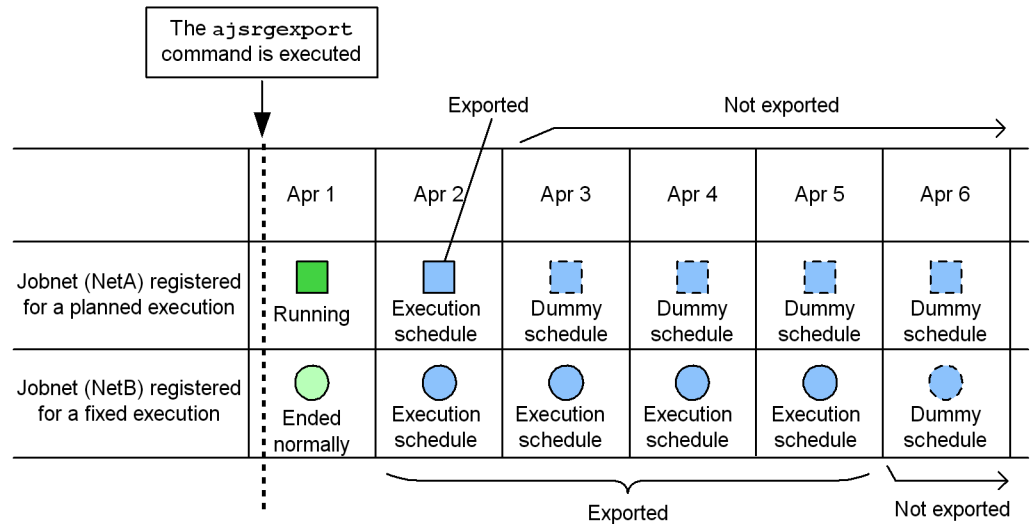 The ajsrgexport
command is executed
Exported
Not exported
Apr 1
Apr 2
Apr 3
Apr 4
Apr 5
Apr 6
Jobnet (NetA) registered
for a planned execution
Running
Execution
schedule
Dummy
schedule
Dummy
schedule
Dummy
schedule
Dummy
schedule
Jobnet (NetB) registered
for a fixed execution
Ended
normally
Execution
schedule
Execution
schedule
Execution
schedule
Execution
schedule
Dummy
schedule
Exported
Not exported